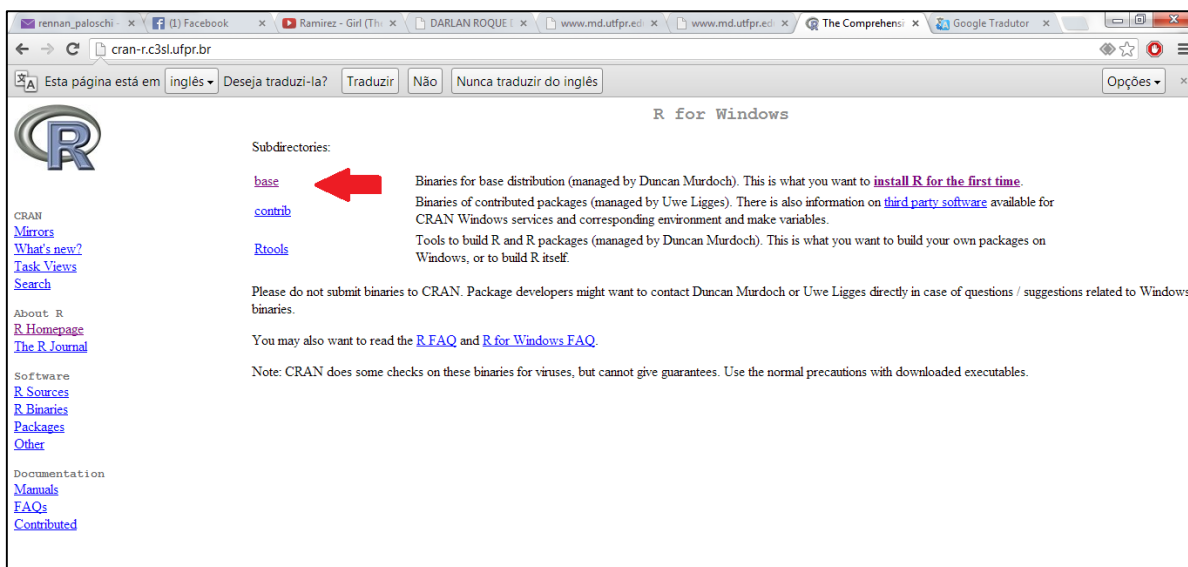 rennan_paloschi -
(1) Facebook
Ramirez - Girl (The
DARLAN ROQUE
www.md.utfpr.ed
www.md.utfpr.ed
The Comprehensi
Google Tradutor
cran-r.c3sl.ufpr.br
Esta página está em inglês Deseja traduzi-la? Traduzir Não Nunca traduzir do inglês Opções
R
R for Windows
Subdirectories:
base Binaries for base distribution (managed by Duncan Murdoch). This is what you want to install R for the first time.
contrib Binaries of contributed packages (managed by Uwe Ligges). There is also information on third party software available for
CRAN Windows services and corresponding environment and make variables.
Rtools Tools to build R and R packages (managed by Duncan Murdoch). This is what you want to build your own packages on
Windows, or to build R itself.
Please do not submit binaries to CRAN. Package developers might want to contact Duncan Murdoch or Uwe Ligges directly in case of questions / suggestions related to Windows
binaries.
You may also want to read the R FAQ and R for Windows FAQ.
Note: CRAN does some checks on these binaries for viruses, but cannot give guarantees. Use the normal precautions with downloaded executables.
CRAN
Mirrors
What's new?
Task Views
Search
About R
R Homepage
The R Journal
Software
R Sources
R Binaries
Packages
Other
Documentation
Manuals
FAQs
Contributed